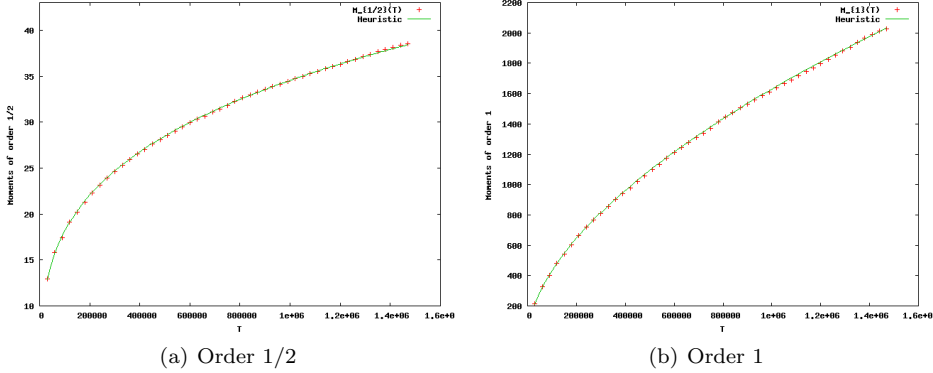 M_{1/2}(T)
Heuristic
40
35
30
25
20
15
10
Moments of order 1/2
0
200000
400000
600000
800000
1e+06
1.2e+06
1.4e+06
1.6e+06
T
(a) Order 1/2
M_{1}(T)
Heuristic
2200
2000
1800
1600
1400
1200
1000
800
600
400
200
Moments of order 1
0
200000
400000
600000
800000
1e+06
1.2e+06
1.4e+06
1.6e+06
T
(b) Order 1